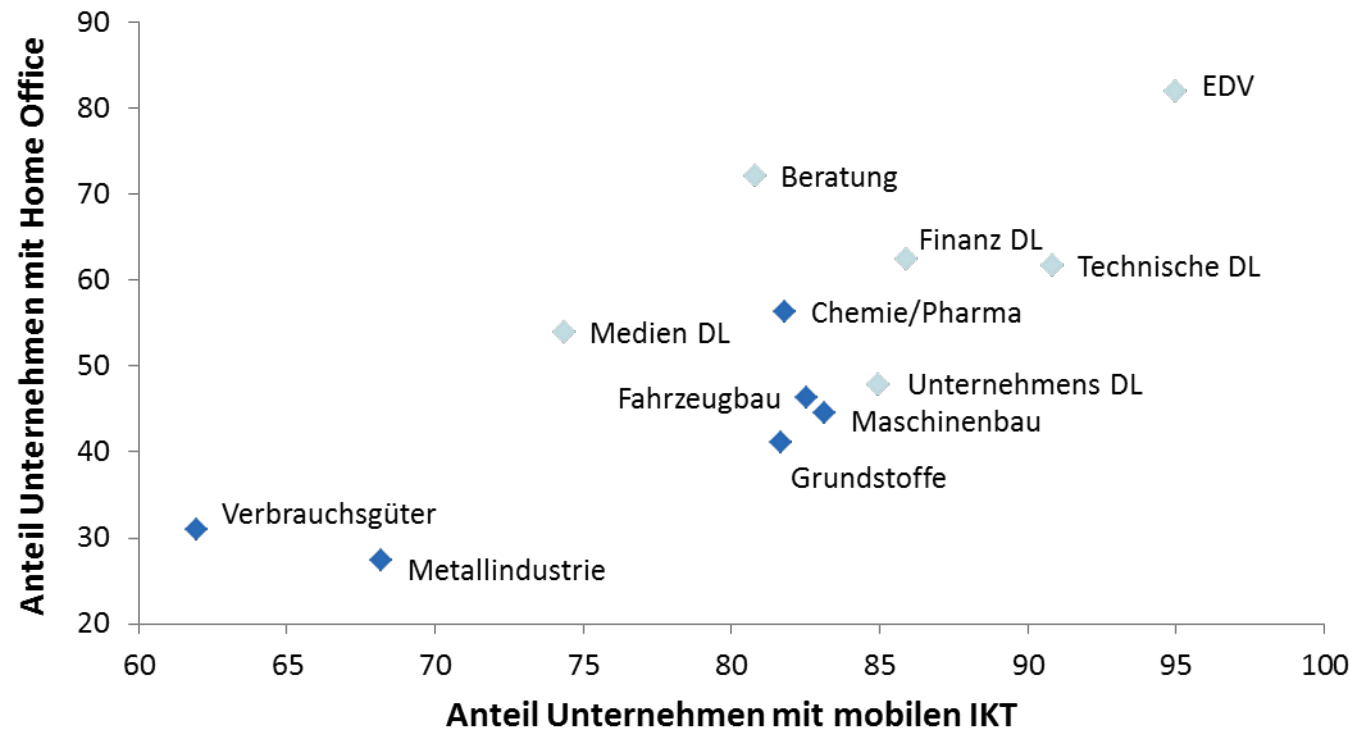 Anteil Unternehmen mit Home Office
90
80
70
60
50
40
30
20
EDV
Beratung
Finanz DL
Technische DL
Chemie/Pharma
Medien DL
Unternehmens DL
Fahrzeugbau
Maschinenbau
Grundstoffe
Verbrauchsgüter
Metallindustrie
60 65 70 75 80 85 90 95 100
Anteil Unternehmen mit mobilen IKT